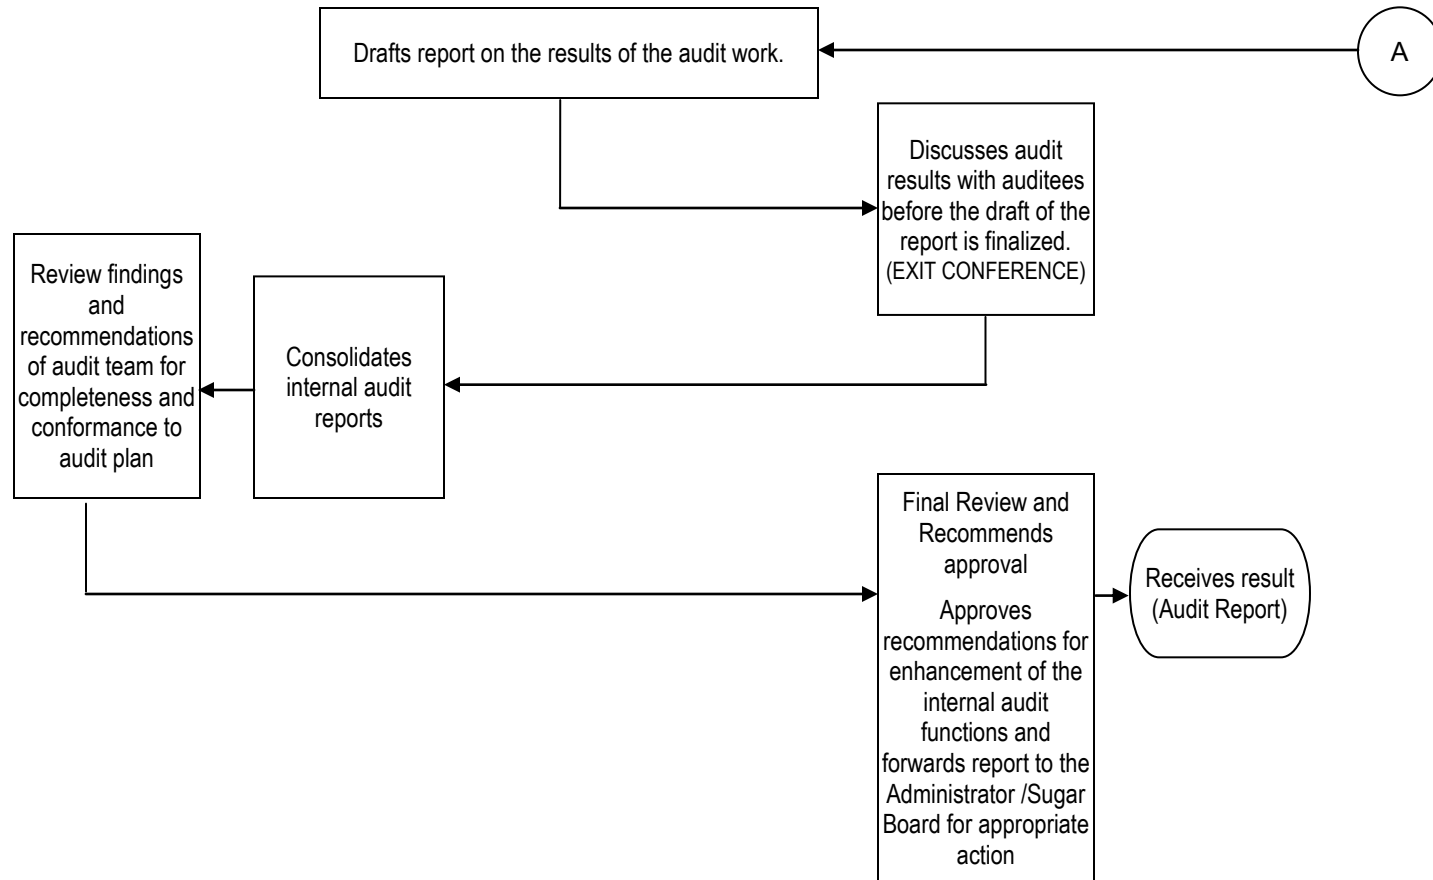 Drafts report on the results of the audit work.
A
Discusses audit
results with auditees
before the draft of the
report is finalized.
(EXIT CONFERENCE)
Review findings
and
recommendations
of audit team for
completeness and
conformance to
audit plan
Consolidates
internal audit
reports
Final Review and
Recommends
approval
Approves
recommendations for
enhancement of the
internal audit
functions and
forwards report to the
Administrator /Sugar
Board for appropriate
action
Receives result
(Audit Report)